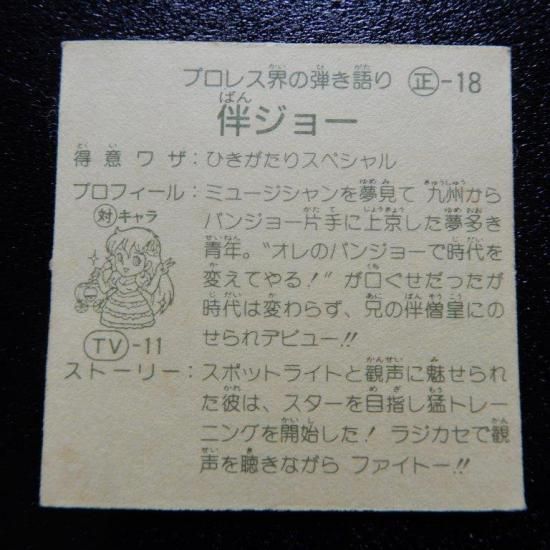 プロレス界の弾き語り 正-18
伴ジョー
得意ワザ：ひきがたりスペシャル
プロフィール：ミュージシャンを夢見て 九州から
バンジョー片手に上京した夢多き
青年。〝オレのバンジョーで時代を
変えてやる！〟が口ぐせだったが
時代は変わらず、兄の伴僧皇にの
せられデビュー!!
対キャラ
TV-11
ストーリー：スポットライトと観声に魅せられ
た彼は、スターを目指し猛トレー
ニングを開始した！ラジカセで観
声を聴きながら ファイトー!!